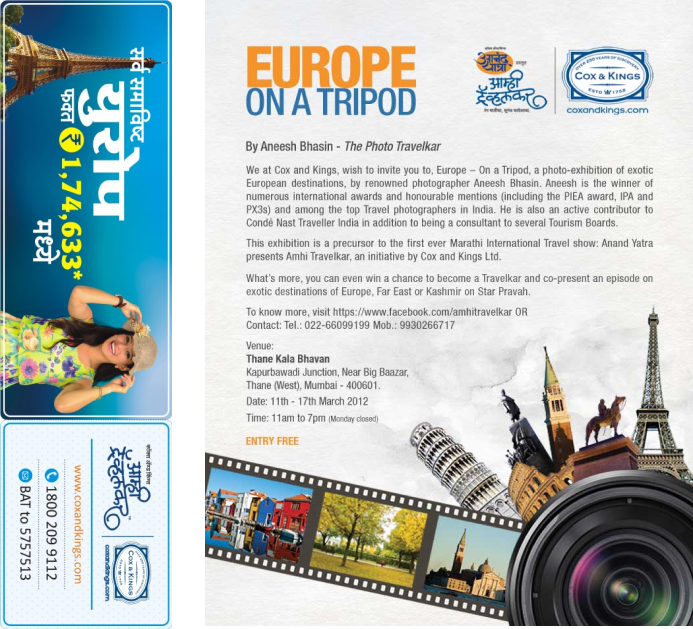 सर्व समाविष्ट
युरोप
फक्त ₹ 1,74,633*
मध्ये
आम्ही
ट्रॅव्हलकर
COX & KINGS
coxandkings.com
www.coxandkings.com
1800 209 9112
BAT to 5757513
EUROPE
ON A TRIPOD
आनंद
यात्रा
प्रस्तुत
आम्ही
ट्रॅव्हलकर
OVER 250 YEARS OF DISCOVERY
COX & KINGS
ESTD 1758
coxandkings.com
By Aneesh Bhasin - The Photo Travelkar
We at Cox and Kings, wish to invite you to, Europe – On a Tripod, a photo-exhibition of exotic
European destinations, by renowned photographer Aneesh Bhasin. Aneesh is the winner of
numerous international awards and honourable mentions (including the PIEA award, IPA and
PX3s) and among the top Travel photographers in India. He is also an active contributor to
Condé Nast Traveller India in addition to being a consultant to several Tourism Boards.
This exhibition is a precursor to the first ever Marathi International Travel show: Anand Yatra
presents Amhi Travelkar, an initiative by Cox and Kings Ltd.
What's more, you can even win a chance to become a Travelkar and co-present an episode on
exotic destinations of Europe, Far East or Kashmir on Star Pravah.
To know more, visit https://www.facebook.com/amhitravelkar OR
Contact: Tel.: 022-66099199 Mob.: 9930266717
Venue:
Thane Kala Bhavan
Kapurbawadi Junction, Near Big Baazar,
Thane (West), Mumbai - 400601.
Date: 11th - 17th March 2012
Time: 11am to 7pm (Monday closed)
ENTRY FREE